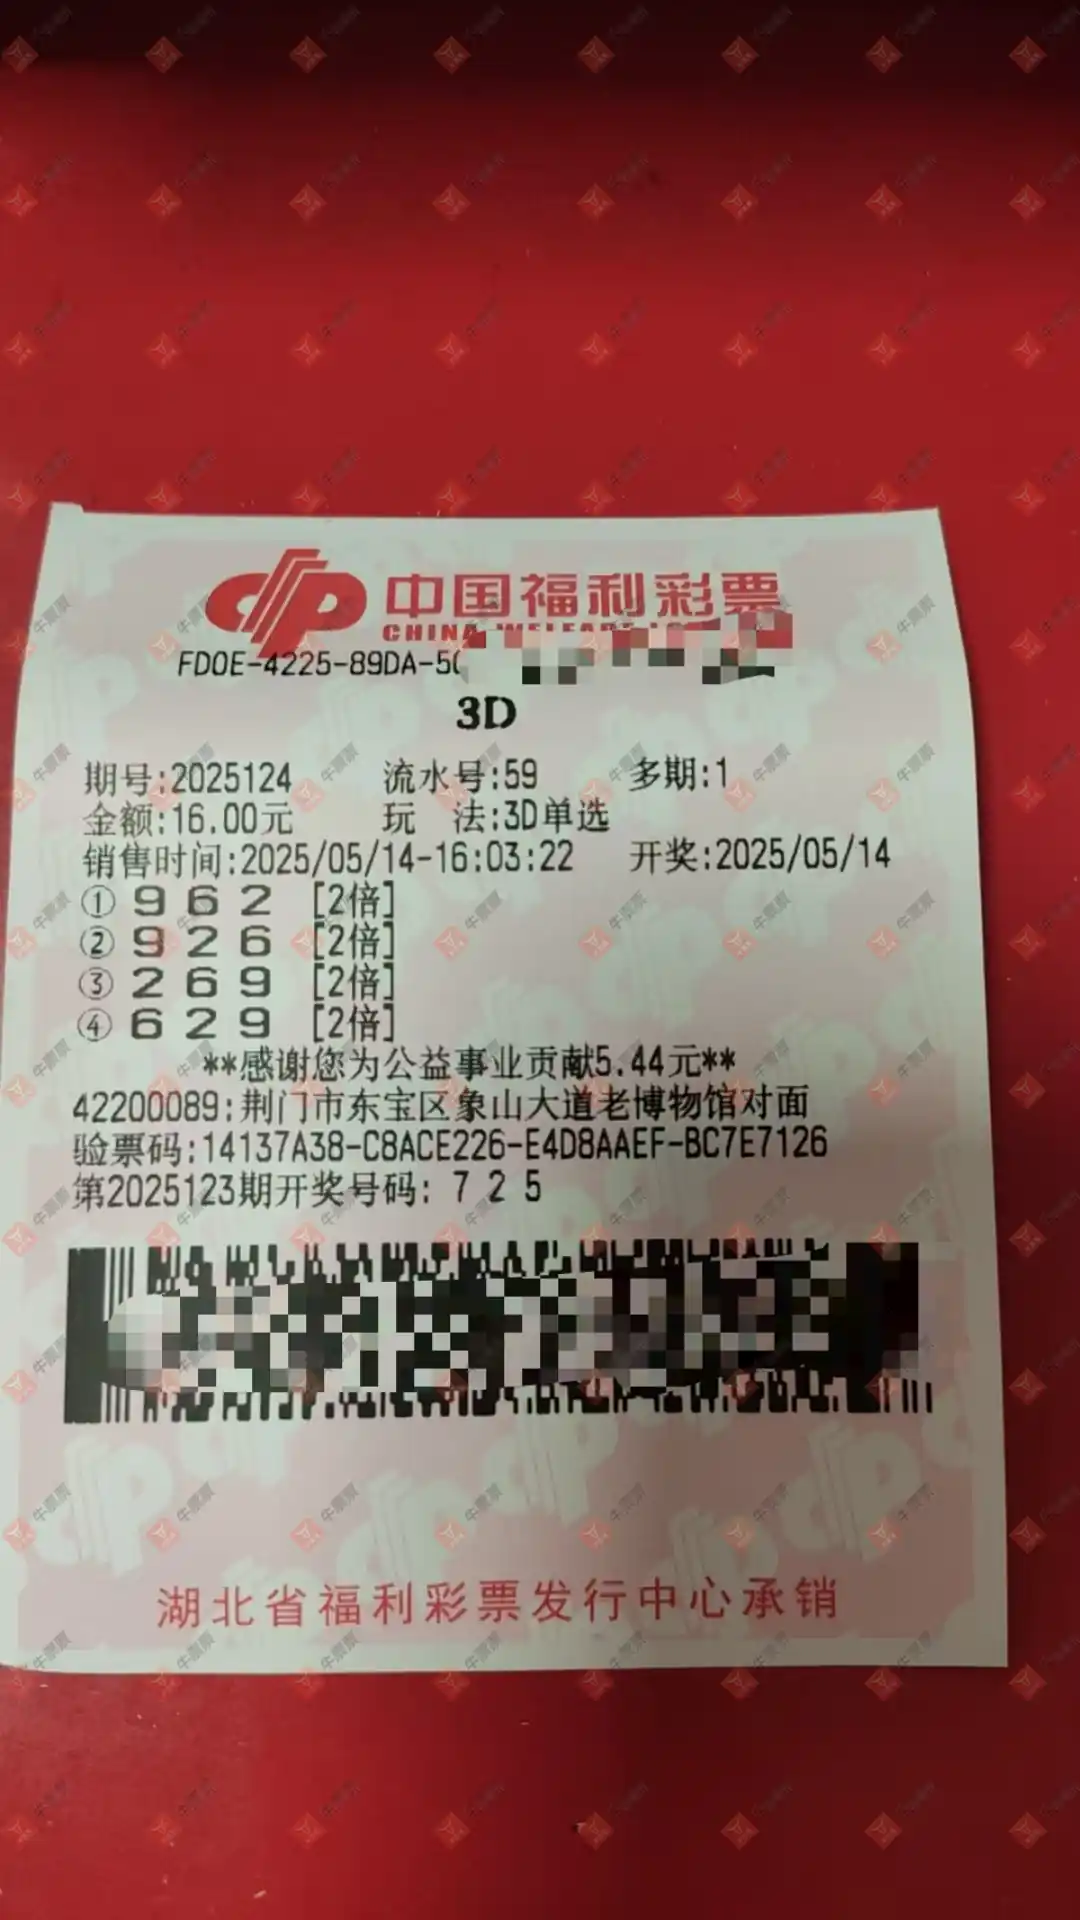 中国福利彩票
FD0E-4225-89DA-5
3D
期号:2025124 流水号:59 多期:1
金额:16.00元 玩 法:3D单选
销售时间:2025/05/14-16:03:22 开奖:2025/05/14
① 9 6 2 [2倍]
② 9 2 6 [2倍]
③ 2 6 9 [2倍]
④ 6 2 9 [2倍]
**感谢您为公益事业贡献5.44元**
42200089:荆门市东宝区象山大道老博物馆对面
验票码:14137A38-C8ACE226-E4D8AAEF-BC7E7126
第2025123期开奖号码: 7 2 5
湖北省福利彩票发行中心承销